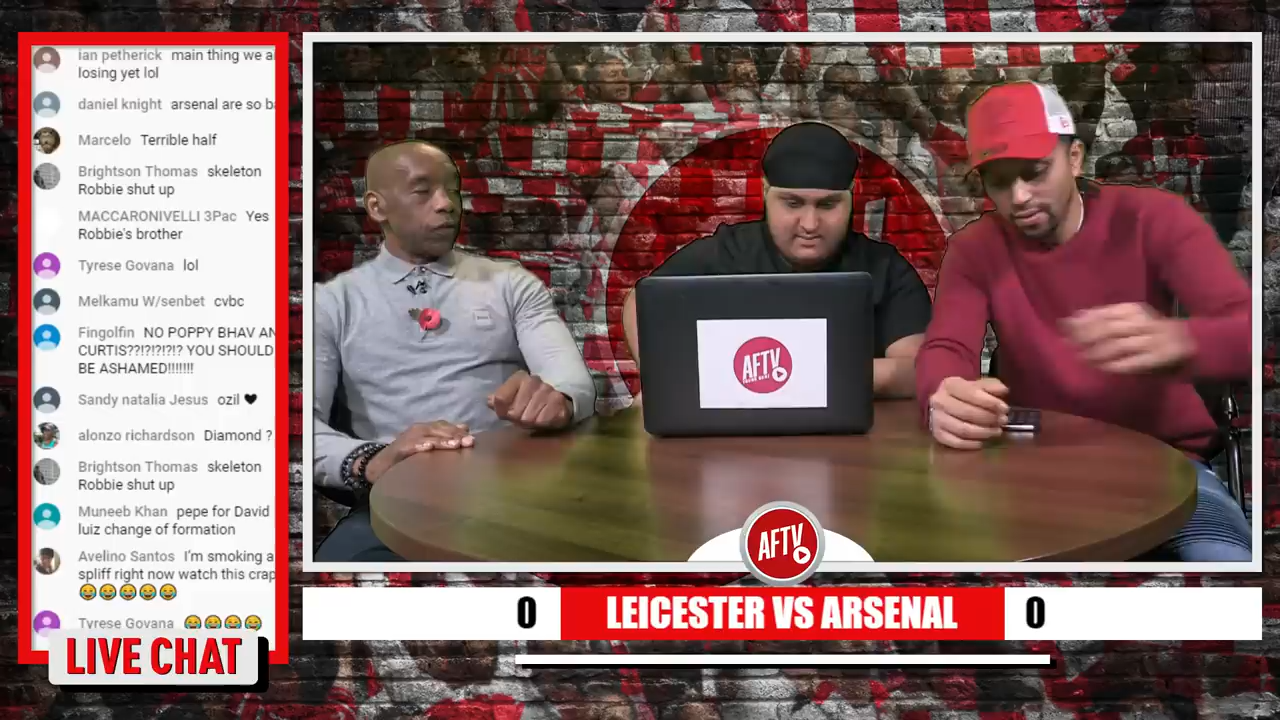 Ian petherick main thing we a
losing yet lol
daniel knight arsenal are so ba
Marcelo Terrible half
Brightson Thomas skeleton
Robbie shut up
MACCARONIVELLI 3Pac Yes
Robbie's brother
Tyrese Govana lol
Melkamu W/senbet cvbc
Fingolfin NO POPPY BHAV AN
CURTIS??!?!?!?!? YOU SHOULD
BE ASHAMED!!!!!!!
Sandy natalia Jesus ozil 🖤
alonzo richardson Diamond ?
Brightson Thomas skeleton
Robbie shut up
Muneeb Khan pepe for David
luiz change of formation
Avelino Santos I'm smoking a
spliff right now watch this crap
😂😂😂😂😂
Tyrese Govana 😂😂😂😂
LIVE CHAT
AFTV
AFTV
0 LEICESTER VS ARSENAL 0